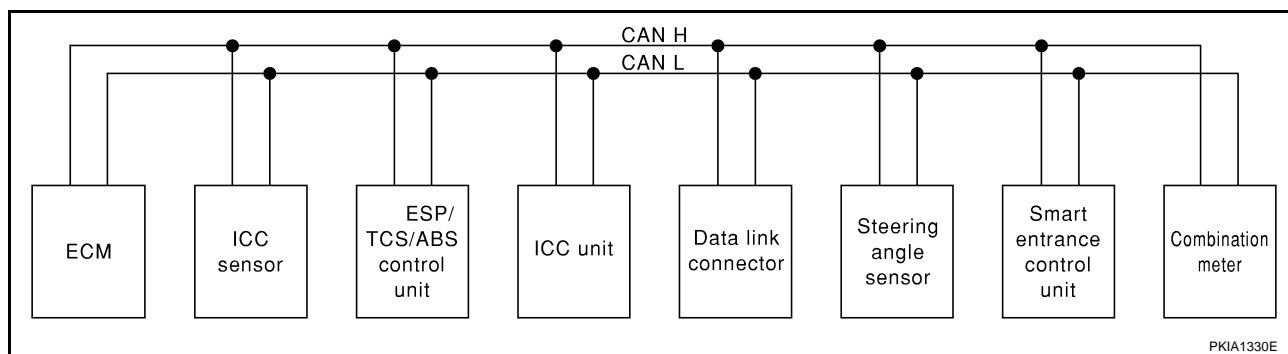 CAN H
CAN L
ECM
ICC
sensor
ESP/
TCS/ABS
control
unit
ICC unit
Data link
connector
Steering
angle
sensor
Smart
entrance
control
unit
Combination
meter
PKIA1330E